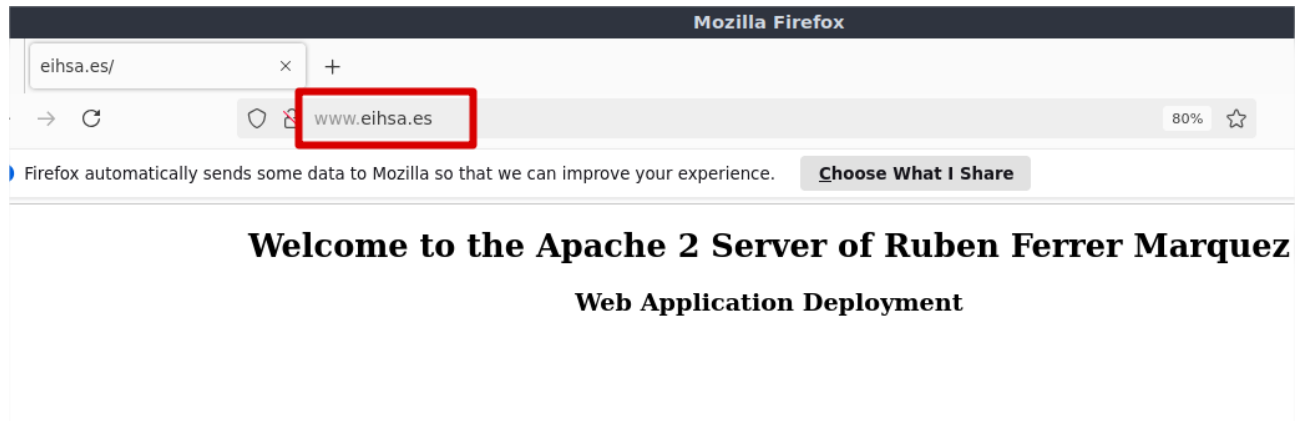 Mozilla Firefox
eihsa.es/
www.eihsa.es
80%
Firefox automatically sends some data to Mozilla so that we can improve your experience. Choose What I Share
Welcome to the Apache 2 Server of Ruben Ferrer Marquez
Web Application Deployment